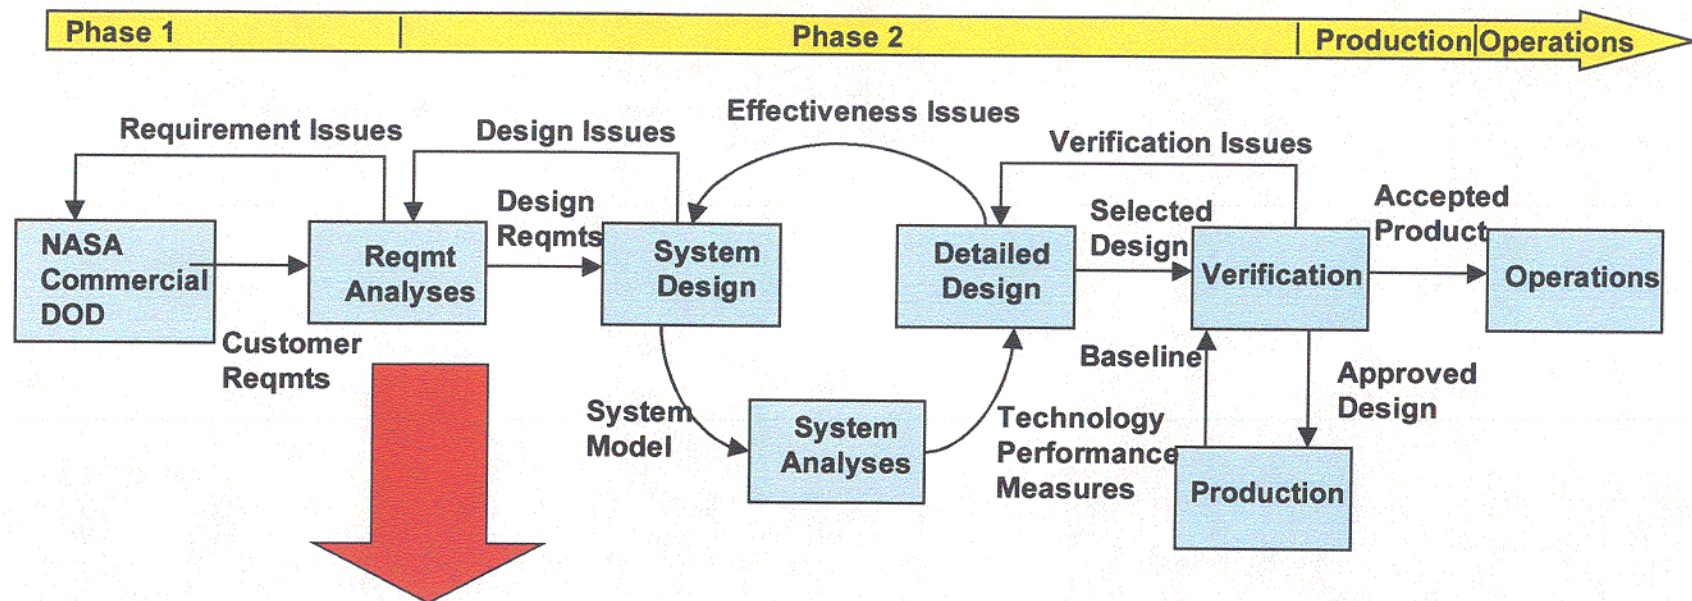 Phase 1
Phase 2
Production
Operations
Requirement Issues
Design Issues
Effectiveness Issues
Verification Issues
NASA
Commercial
DOD
Customer
Reqmts
Reqmt
Analyses
Design
Reqmts
System
Design
System
Model
System
Analyses
Technology
Performance
Measures
Detailed
Design
Selected
Design
Verification
Baseline
Approved
Design
Production
Accepted
Product
Operations